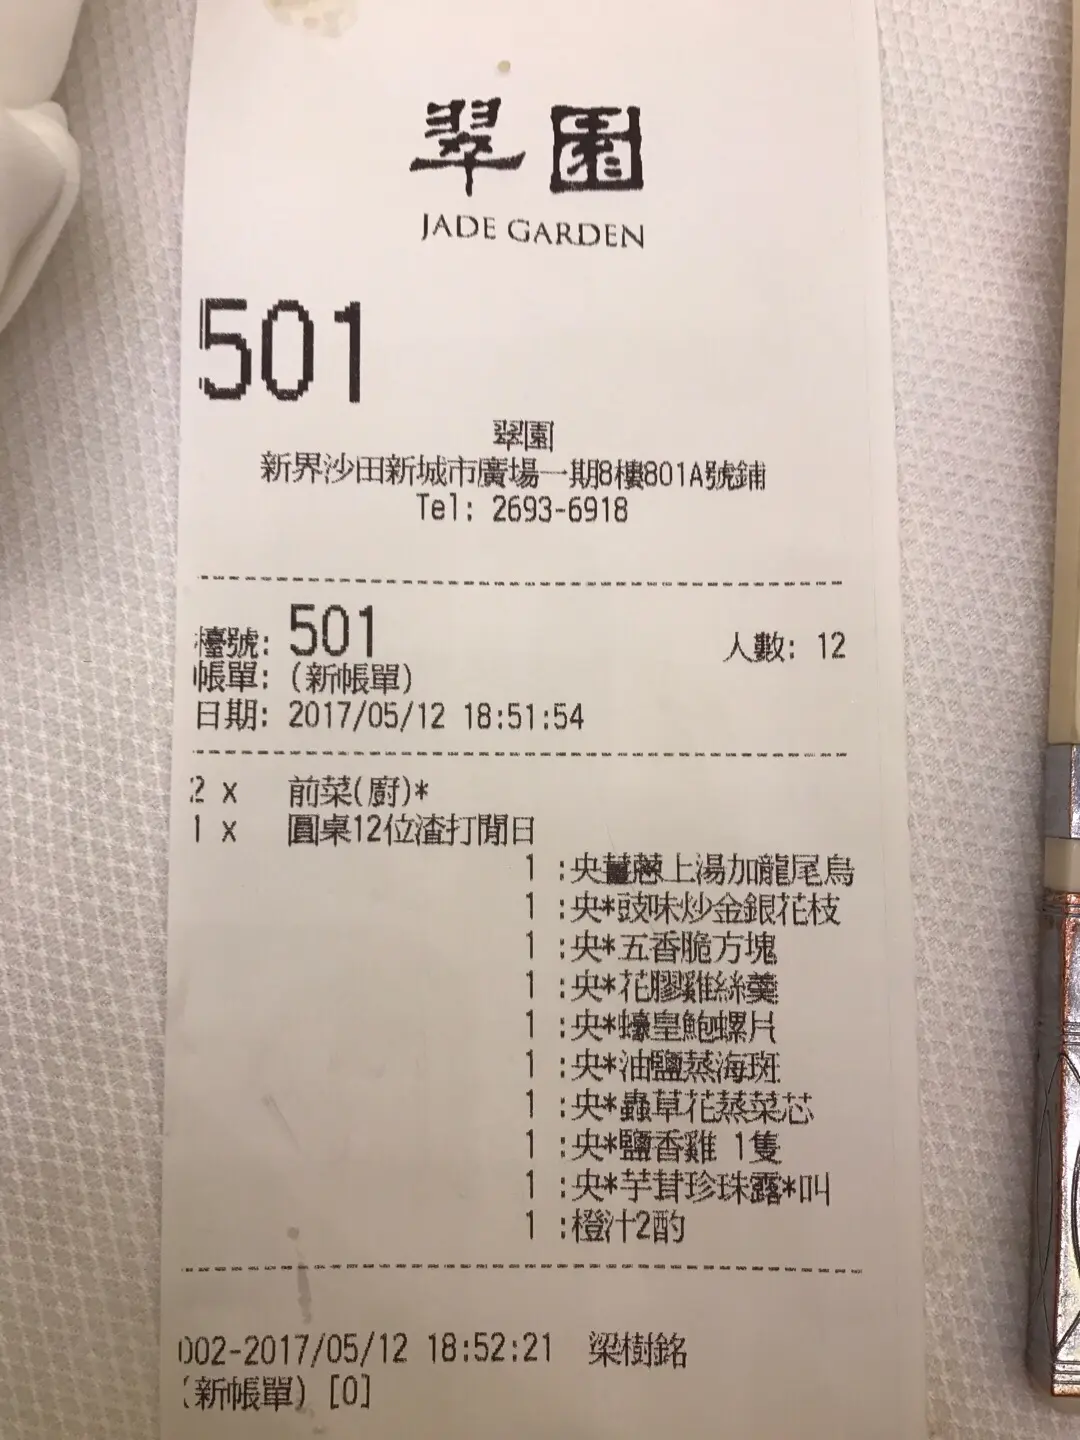 翠園
JADE GARDEN
501
翠園
新界沙田新城市廣場一期8樓801A號鋪
Tel: 2693-6918
檯號: 501 人數: 12
帳單: (新帳單)
日期: 2017/05/12 18:51:54
2 x 前菜(廚)*
1 x 圓桌12位渣打閒日
1 :央薑蔥上湯加龍尾烏
1 :央*豉味炒金銀花枝
1 :央*五香脆方塊
1 :央*花膠雞絲羹
1 :央*蠔皇鮑螺片
1 :央*油鹽蒸海斑
1 :央*蟲草花蒸菜芯
1 :央*鹽香雞 1隻
1 :央*芋茸珍珠露*叫
1 :橙汁2酌
002-2017/05/12 18:52:21 梁樹銘
(新帳單) [0]